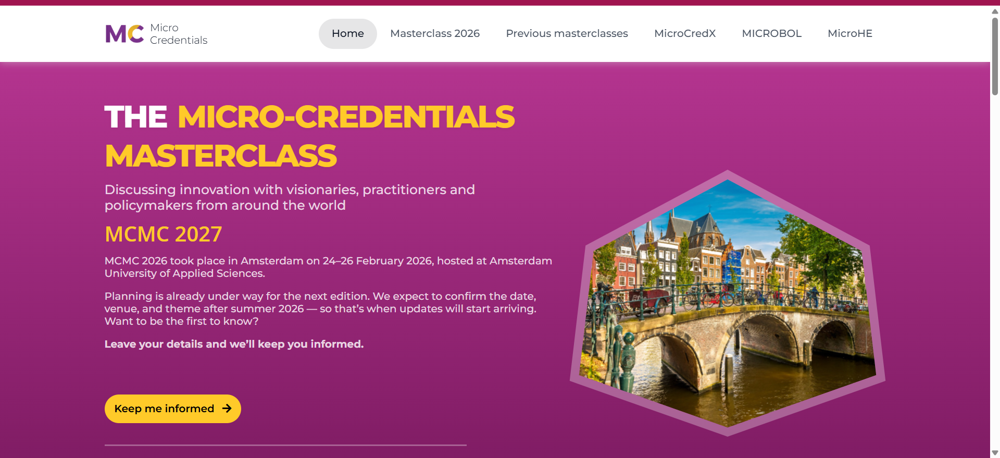 MC Micro
Credentials
Home
Masterclass 2026
Previous masterclasses
MicroCredX
MICROBOL
MicroHE
THE MICRO-CREDENTIALS
MASTERCLASS
Discussing innovation with visionaries, practitioners and
policymakers from around the world
MCMC 2027
MCMC 2026 took place in Amsterdam on 24–26 February 2026, hosted at Amsterdam
University of Applied Sciences.
Planning is already under way for the next edition. We expect to confirm the date,
venue, and theme after summer 2026 — so that’s when updates will start arriving.
Want to be the first to know?
Leave your details and we’ll keep you informed.
Keep me informed →